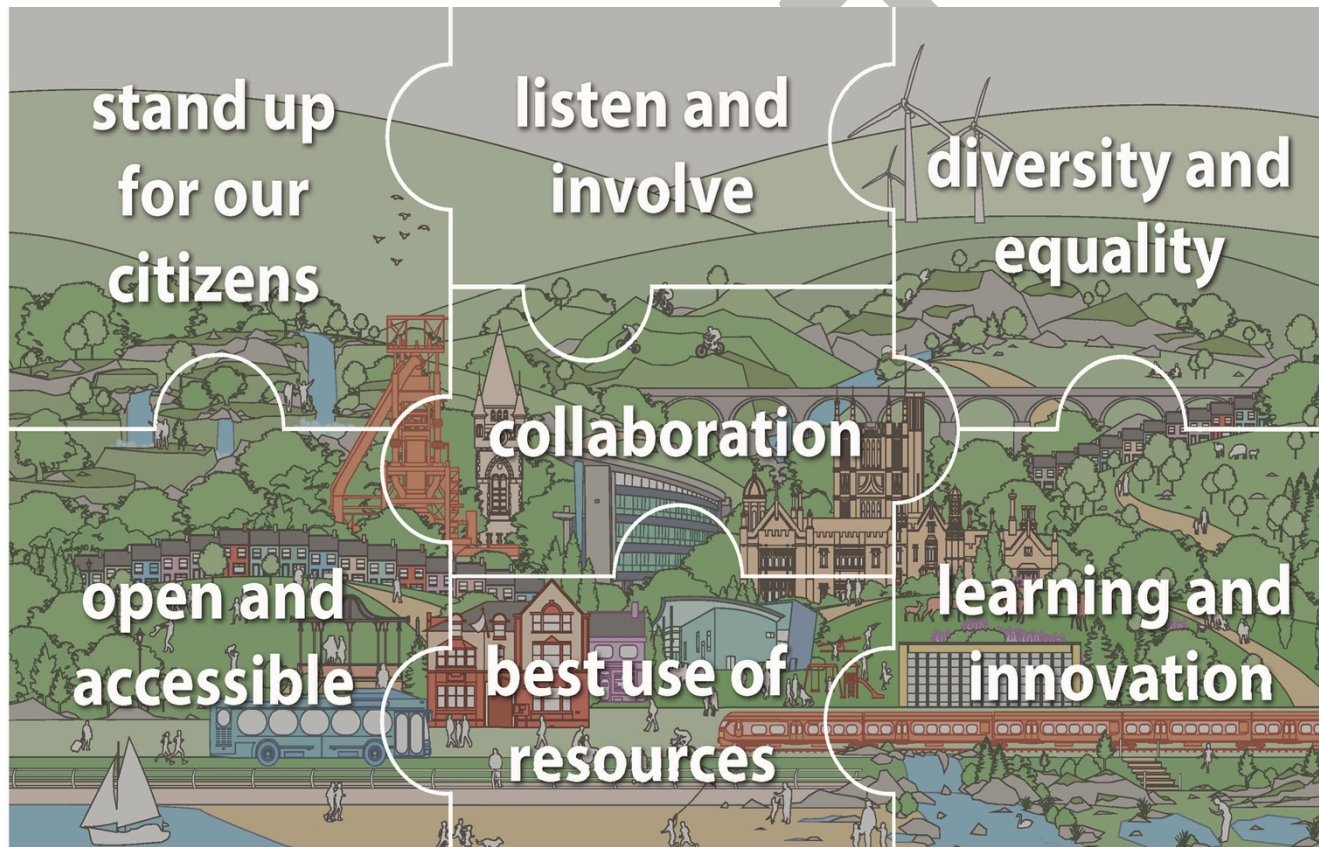 stand up
for our
citizens
listen and
involve
diversity and
equality
collaboration
open and
accessible
best use of
resources
learning and
innovation